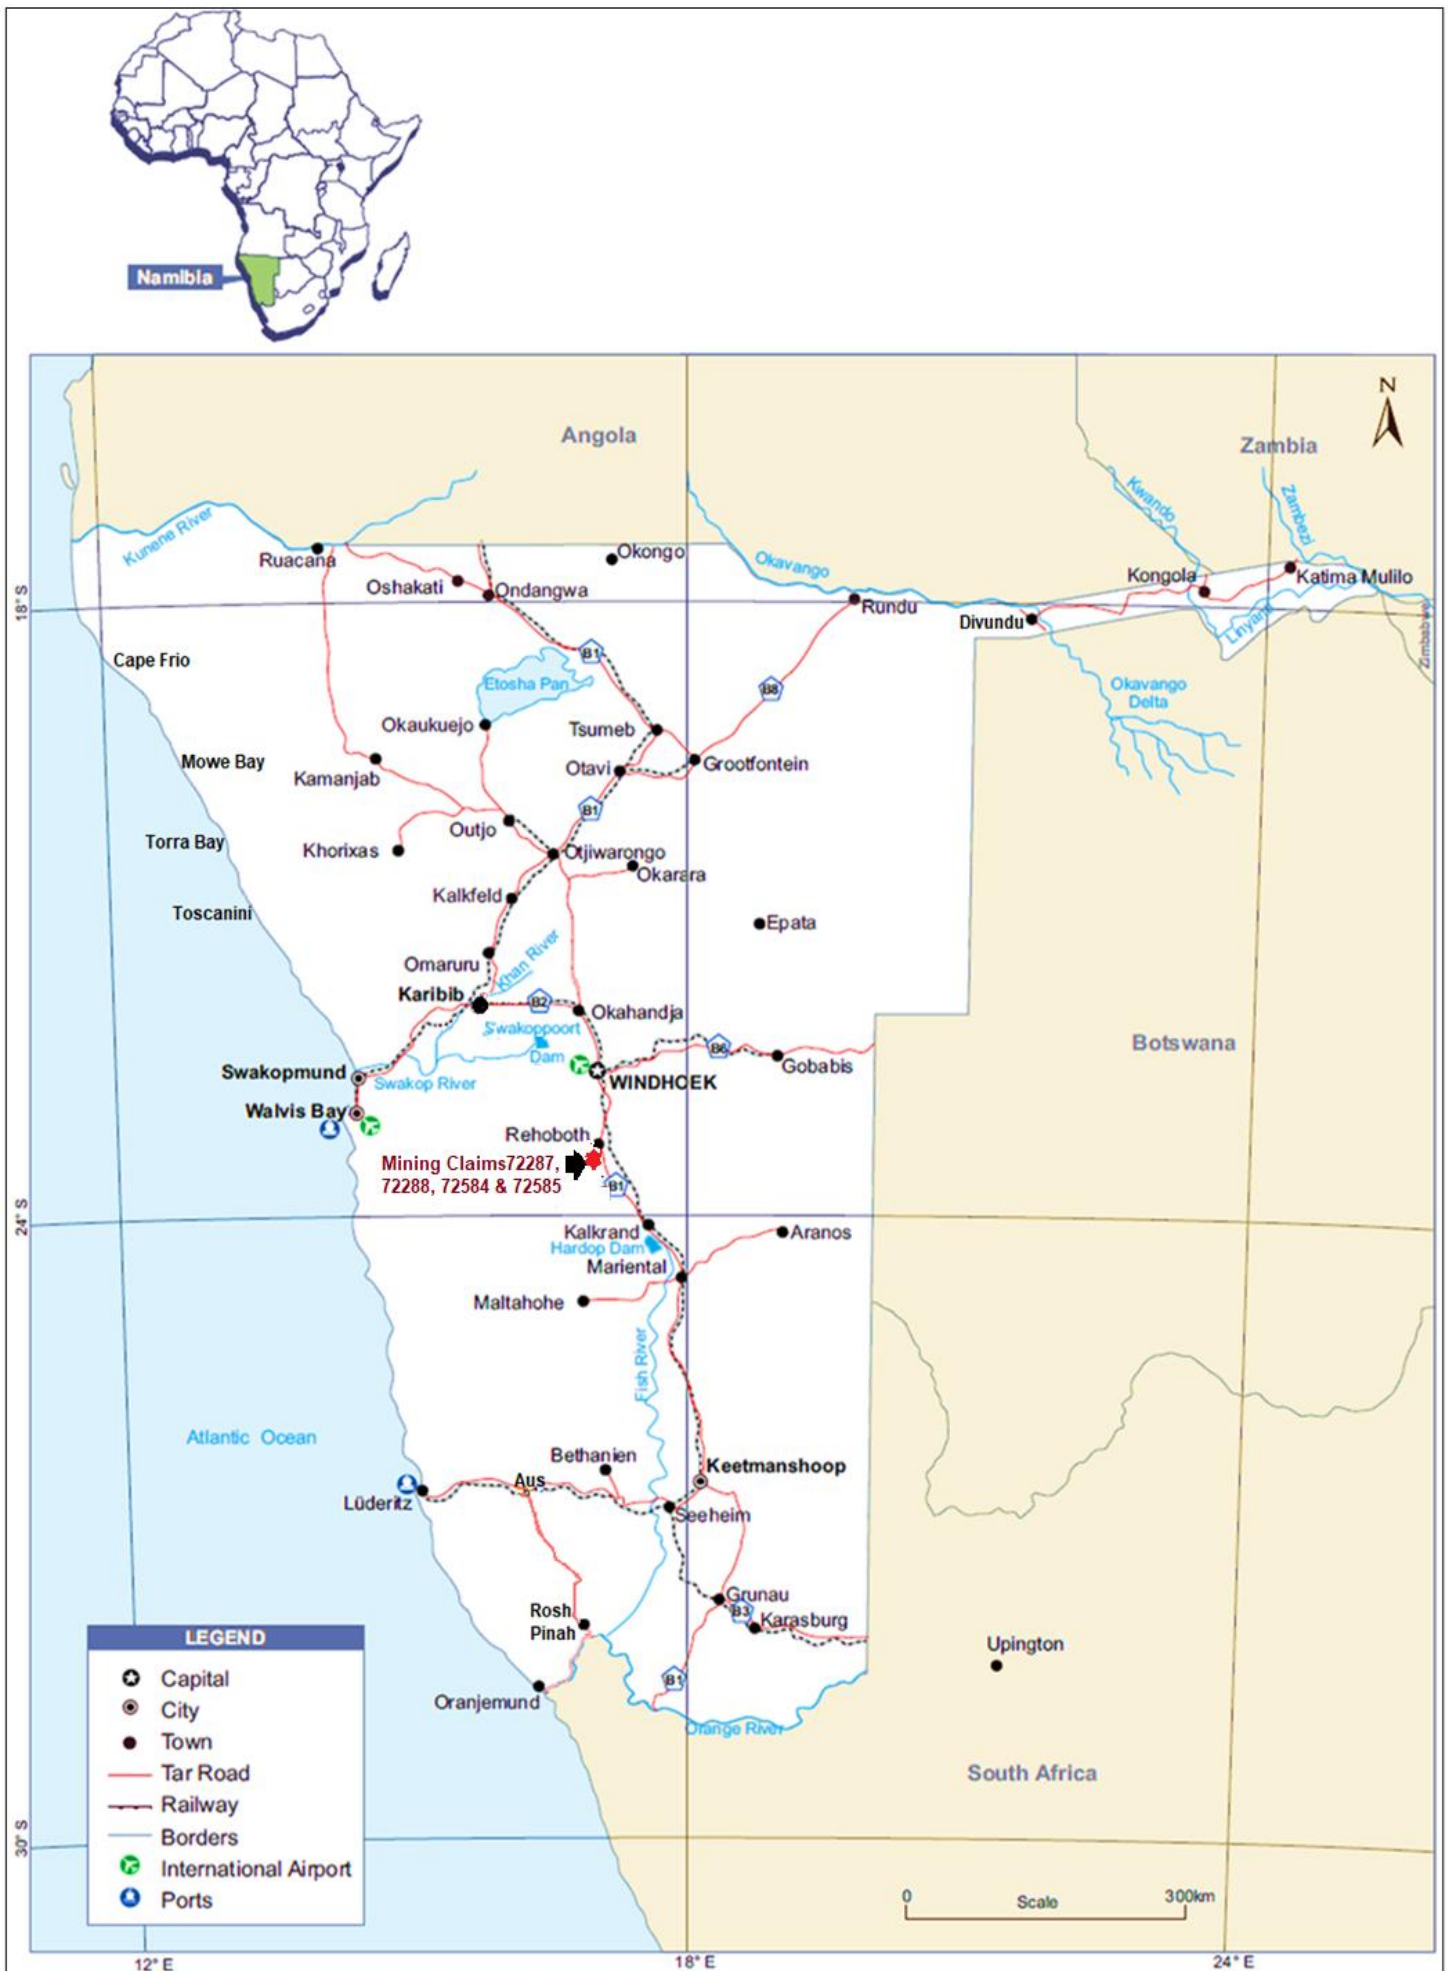 Namibia
N
Angola
Zambia
Kunene River
Ruacana
Okongo
Okavango
Kwando
Zambezi
Oshakati
Ondangwa
Kongola
Katima Mulilo
18° S
Rundu
Divundu
Linyanti
Zimbabwe
Cape Frio
B1
Etosha Pan
B8
Okavango
Delta
Okaukuejo
Tsumeb
Mowe Bay
Kamanjab
Otavi
Grootfontein
B1
Outjo
Torra Bay
Khorixas
Otjiwarongo
Okarara
Kalkfeld
Toscanini
Epata
Omaruru
Khan River
Karibib
B2
Okahandja
Swakoppoort
Dam
B6
Botswana
Gobabis
Swakopmund
Swakop River
WINDHOEK
Walvis Bay
Rehoboth
Mining Claims72287,
72288, 72584 & 72585
B1
24° S
Kalkrand
Aranos
Hardop Dam
Mariental
Maltahohe
Fish River
Atlantic Ocean
Bethanien
Keetmanshoop
Aus
Lüderitz
Seeheim
Grunau
B3
Karasburg
Rosh
Pinah
Upington
B1
Oranjemund
Orange River
South Africa
30° S
LEGEND
Capital
City
Town
Tar Road
Railway
Borders
International Airport
Ports
0 Scale 300km
12° E
18° E
24° E